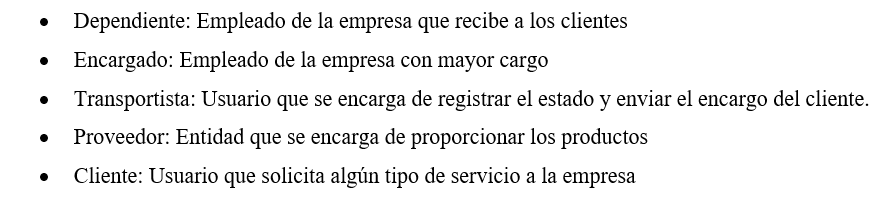 • Dependiente: Empleado de la empresa que recibe a los clientes
• Encargado: Empleado de la empresa con mayor cargo
• Transportista: Usuario que se encarga de registrar el estado y enviar el encargo del cliente.
• Proveedor: Entidad que se encarga de proporcionar los productos
• Cliente: Usuario que solicita algún tipo de servicio a la empresa